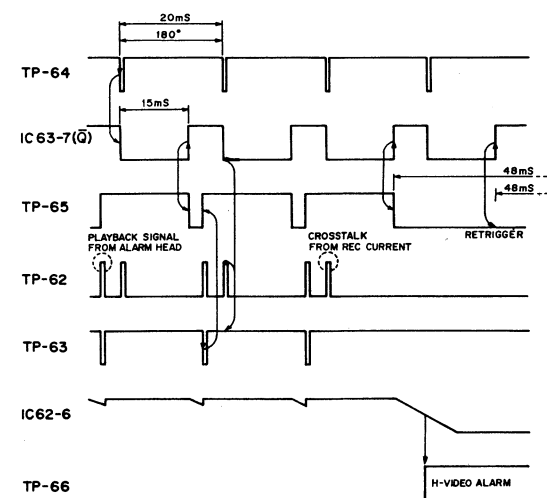 20mS
180°
TP-64
15mS
IC63-7(Q̅)
48mS
48mS
TP-65
RETRIGGER
PLAYBACK SIGNAL
FROM ALARM HEAD
CROSSTALK
FROM REC CURRENT
TP-62
TP-63
IC62-6
TP-66
H-VIDEO ALARM